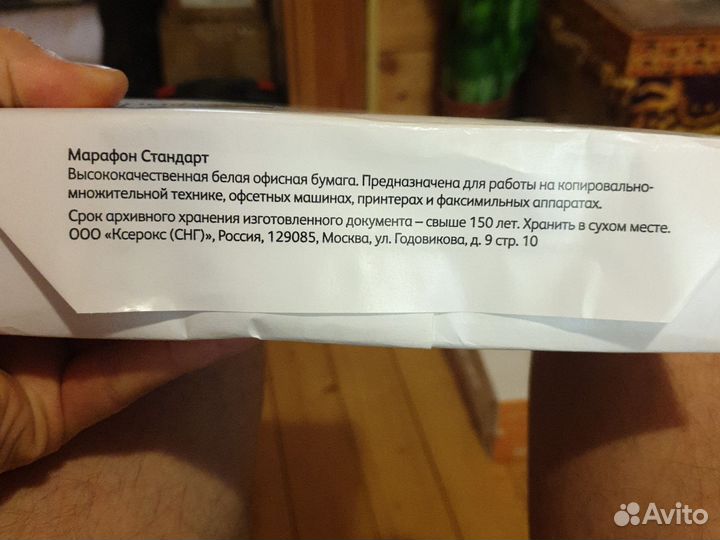 Марафон Стандарт
Высококачественная белая офисная бумага. Предназначена для работы на копировально-
множительной технике, офсетных машинах, принтерах и факсимильных аппаратах.
Срок архивного хранения изготовленного документа – свыше 150 лет. Хранить в сухом месте.
ООО «Ксерокс (СНГ)», Россия, 129085, Москва, ул. Годовикова, д. 9 стр. 10
Avito